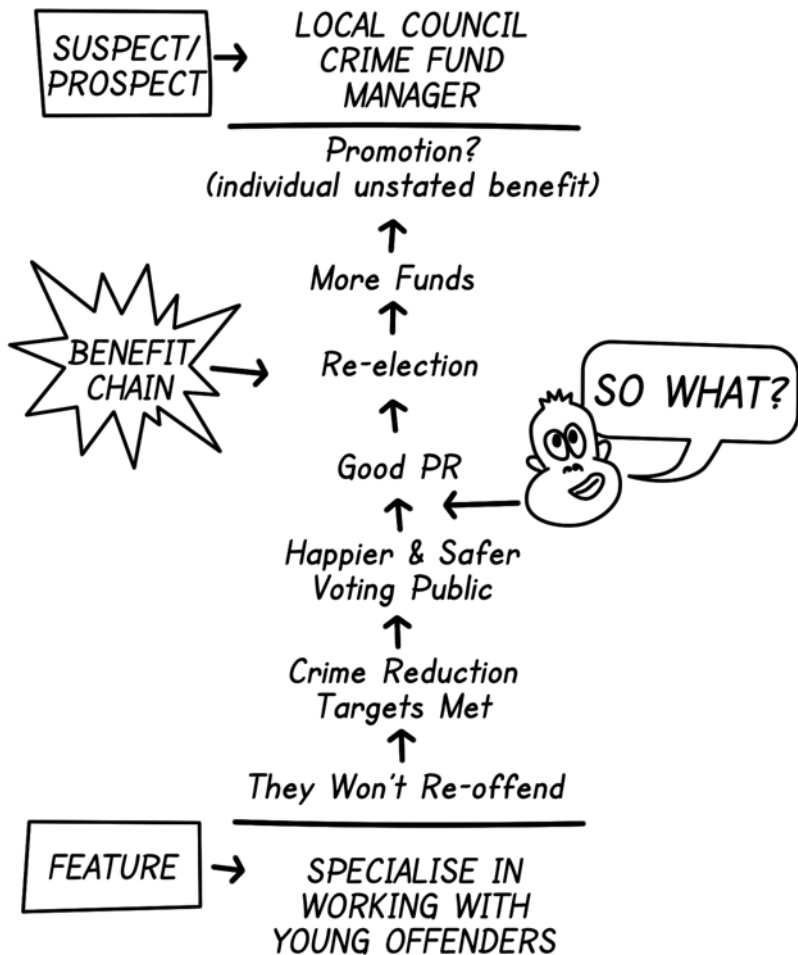 SUSPECT/
PROSPECT
LOCAL COUNCIL
CRIME FUND
MANAGER
Promotion?
(individual unstated benefit)
More Funds
BENEFIT
CHAIN
Re-election
SO WHAT?
Good PR
Happier & Safer
Voting Public
Crime Reduction
Targets Met
They Won't Re-offend
FEATURE
SPECIALISE IN
WORKING WITH
YOUNG OFFENDERS